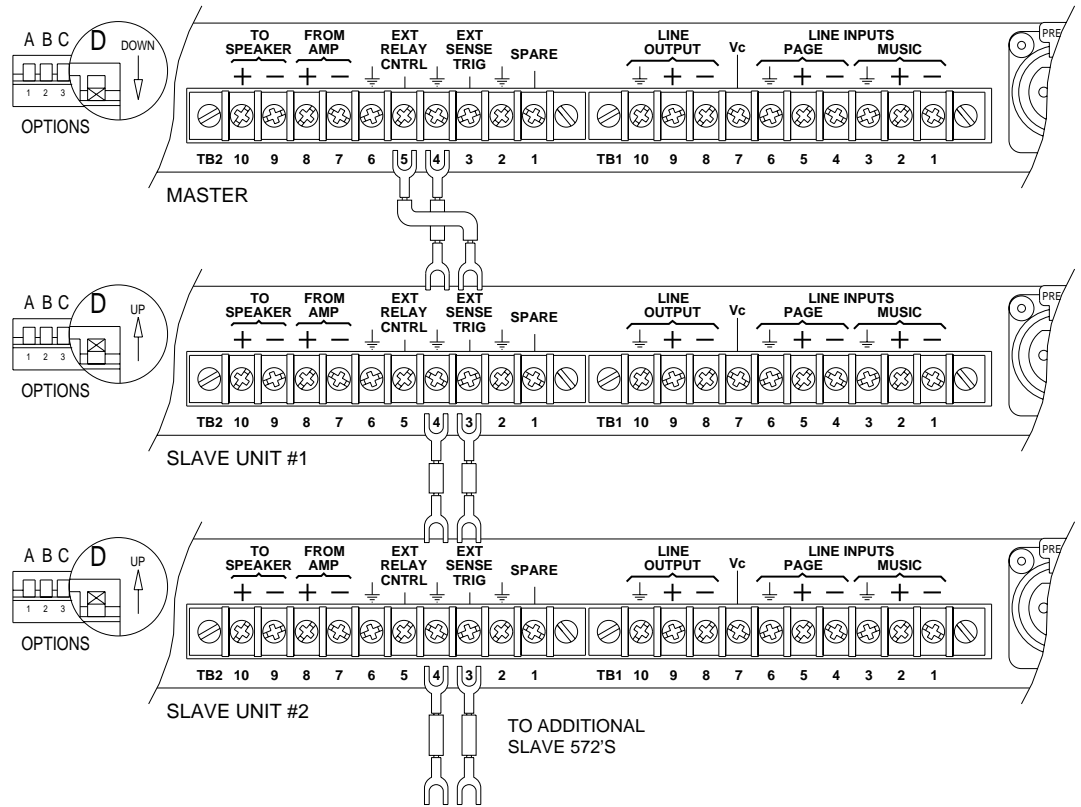 A B C D DOWN
1 2 3
OPTIONS
TO SPEAKER FROM AMP EXT RELAY CNTRL EXT SENSE TRIG SPARE LINE OUTPUT Vc LINE INPUTS PAGE MUSIC PRE
+ − + − + − + − + −
TB2 10 9 8 7 6 5 4 3 2 1 TB1 10 9 8 7 6 5 4 3 2 1
MASTER
A B C D UP
1 2 3
OPTIONS
TO SPEAKER FROM AMP EXT RELAY CNTRL EXT SENSE TRIG SPARE LINE OUTPUT Vc LINE INPUTS PAGE MUSIC PRE
+ − + − + − + − + −
TB2 10 9 8 7 6 5 4 3 2 1 TB1 10 9 8 7 6 5 4 3 2 1
SLAVE UNIT #1
A B C D UP
1 2 3
OPTIONS
TO SPEAKER FROM AMP EXT RELAY CNTRL EXT SENSE TRIG SPARE LINE OUTPUT Vc LINE INPUTS PAGE MUSIC PRE
+ − + − + − + − + −
TB2 10 9 8 7 6 5 4 3 2 1 TB1 10 9 8 7 6 5 4 3 2 1
SLAVE UNIT #2
TO ADDITIONAL
SLAVE 572'S